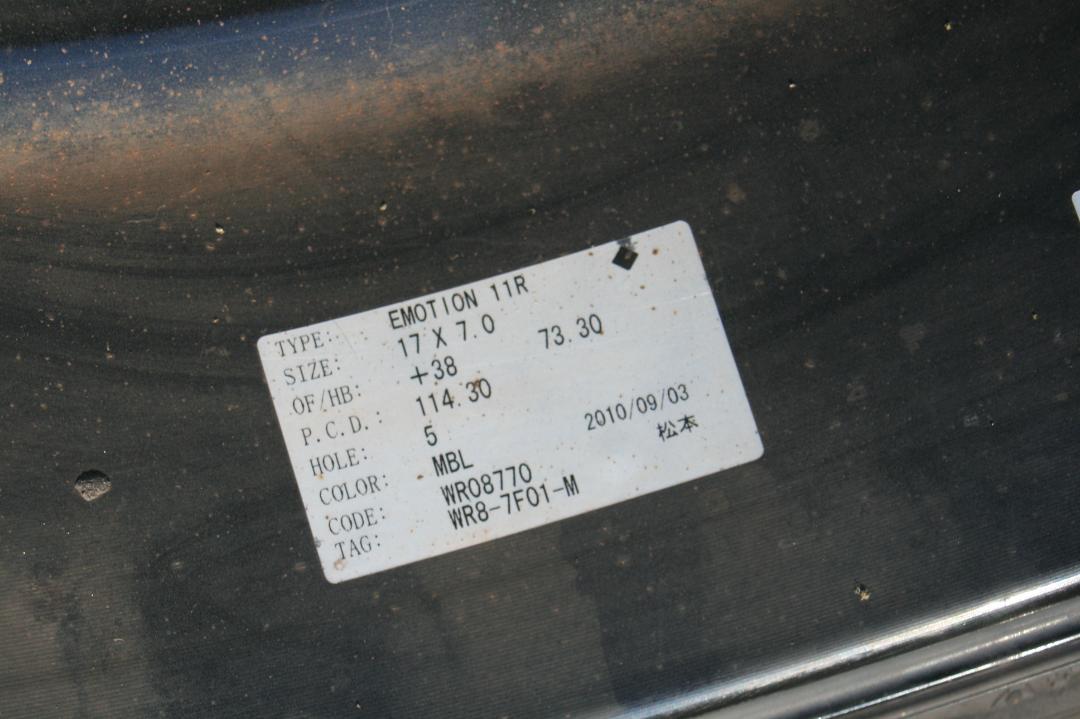 TYPE: EMOTION 11R
SIZE: 17 X 7.0
OF/HB: +38 73.30
P.C.D.: 114.30
HOLE: 5
COLOR: MBL 2010/09/03
CODE: WR08770 松本
TAG: WR8-7F01-M